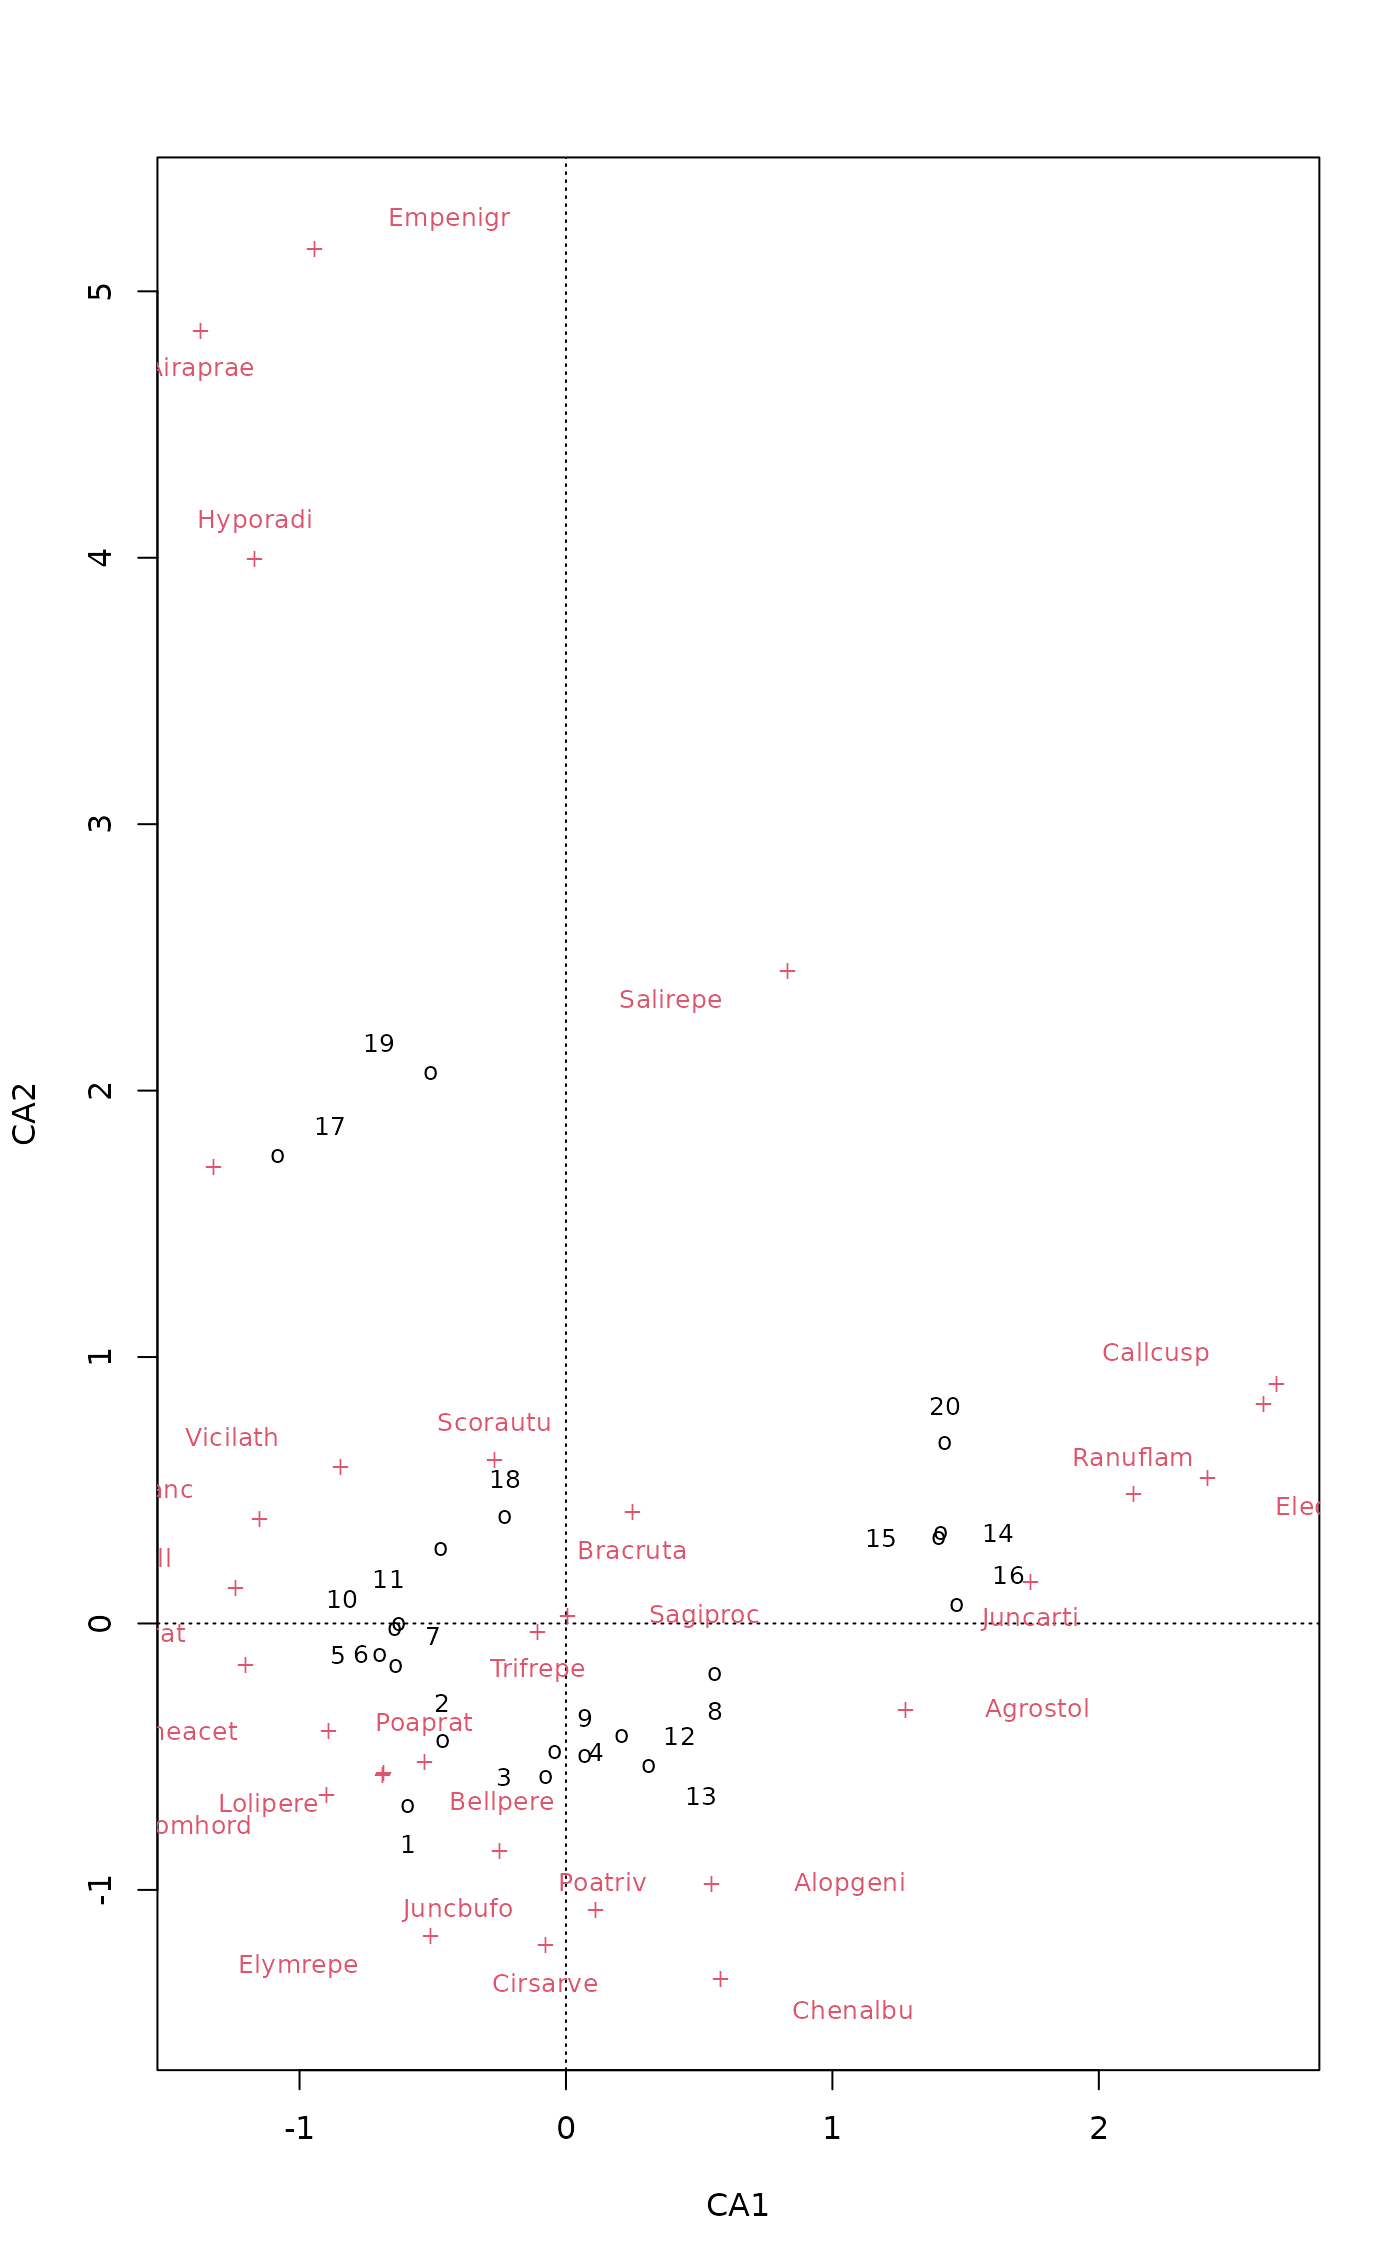 Empenigr
5
iraprae
Hyporadi
4
3
Salirepe
19
2
CA2
17
1
Callcusp
20
Scorautu
Vicilath
Ranuflam
18
anc
Elec
14
15
Bracruta
ll
11
16
10
0
Sagiproc
Juncarti
at
7
5 6
Trifrepe
2
Agrostol
8
9
Poaprat
heacet
12
4
3
13
Bellpere
Lolipere
omhord
1
-1
Poatriv
Alopgeni
Juncbufo
Elymrepe
Cirsarve
Chenalbu
-1 0 1 2
CA1